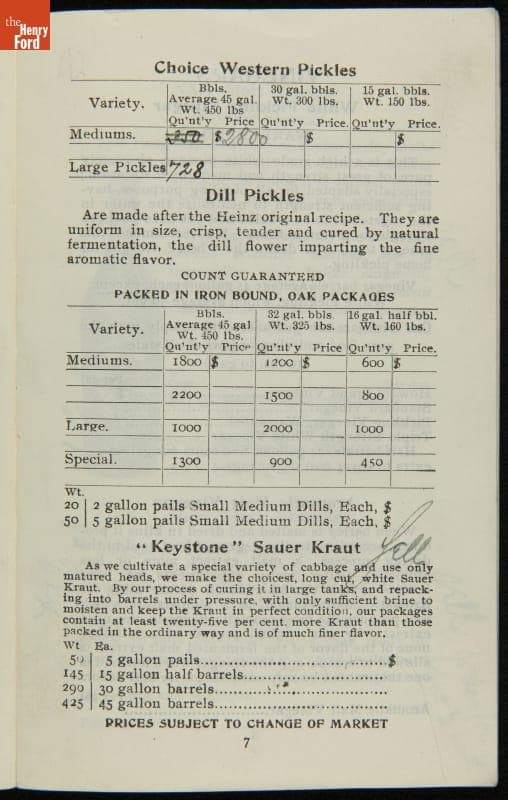 the
Henry
Ford
Choice Western Pickles
Variety. Bbls. Average 45 gal. Wt. 450 lbs 30 gal. bbls. Wt. 300 lbs. 15 gal. bbls. Wt. 150 lbs.
Qu'nt'y Price Qu'nt'y Price. Qu'nt'y Price.
Mediums. $ 2800 $ $
Large Pickles 728
Dill Pickles
Are made after the Heinz original recipe. They are
uniform in size, crisp, tender and cured by natural
fermentation, the dill flower imparting the fine
aromatic flavor.
COUNT GUARANTEED
PACKED IN IRON BOUND, OAK PACKAGES
Variety. Bbls. Average 45 gal Wt. 450 lbs. 32 gal. bbls. Wt. 325 lbs. 16 gal. half bbl. Wt. 160 lbs.
Qu'nt'y Price Qu'nt'y Price Qu'nt'y Price.
Mediums. 1800 $ 1200 $ 600 $
2200 1500 800
Large. 1000 2000 1000
Special. 1300 900 450
Wt.
20 2 gallon pails Small Medium Dills, Each, $
50 5 gallon pails Small Medium Dills, Each, $
"Keystone" Sauer Kraut
As we cultivate a special variety of cabbage and use only
matured heads, we make the choicest, long cut, white Sauer
Kraut. By our process of curing it in large tanks, and repack-
ing into barrels under pressure, with only sufficient brine to
moisten and keep the Kraut in perfect condition, our packages
contain at least twenty-five per cent. more Kraut than those
packed in the ordinary way and is of much finer flavor.
Wt Ea.
50 5 gallon pails..............................$
145 15 gallon half barrels.......................
290 30 gallon barrels............................
425 45 gallon barrels............................
PRICES SUBJECT TO CHANGE OF MARKET
7